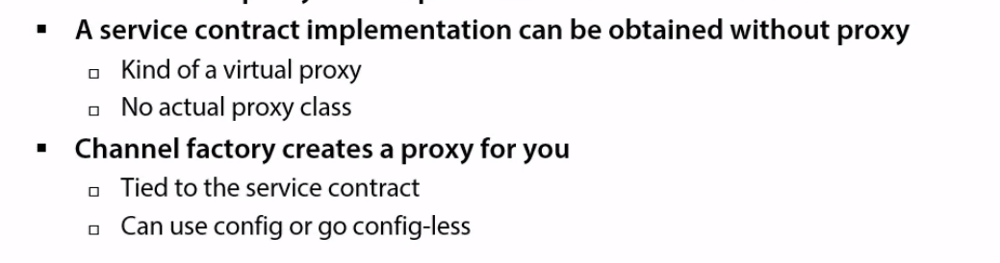 ▪ A service contract implementation can be obtained without proxy
▫ Kind of a virtual proxy
▫ No actual proxy class
▪ Channel factory creates a proxy for you
▫ Tied to the service contract
▫ Can use config or go config-less